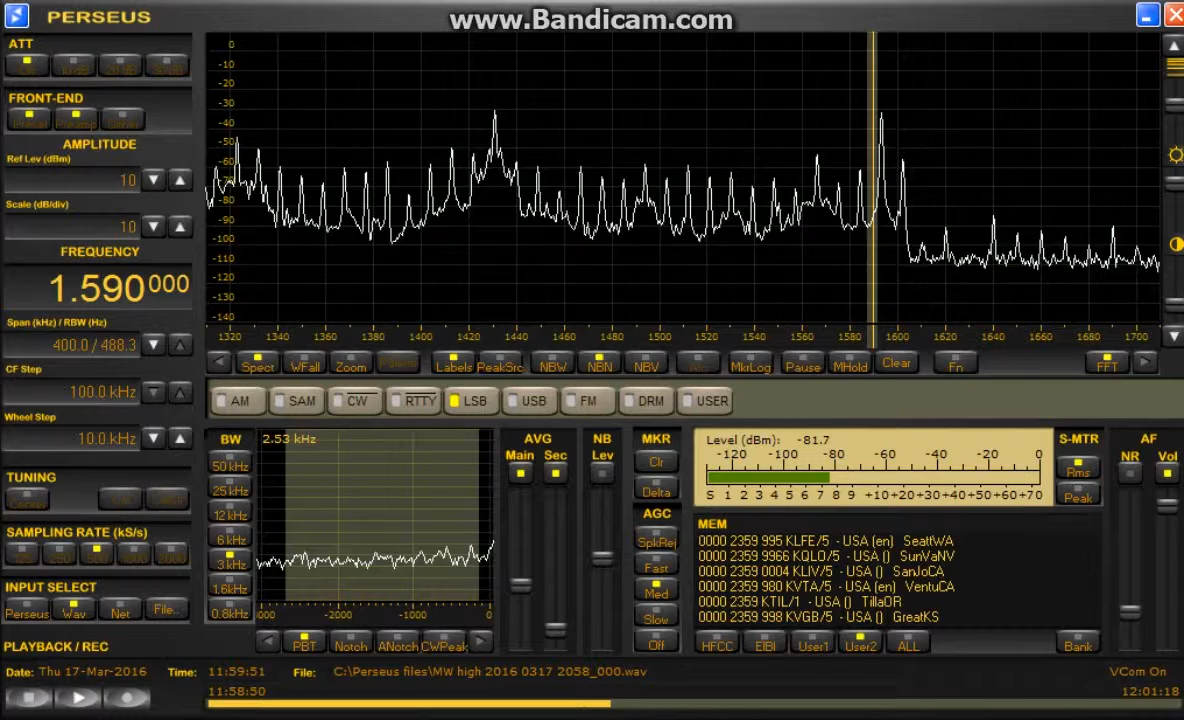 www.Bandicam.com
PERSEUS
ATT
FRONT-END
Preamp
AMPLITUDE
Ref Lev (dBm)
10
Scale (dB/div)
10
FREQUENCY
1.590000
Span (kHz) / RBW (Hz)
400.0 / 488.3
CF Step
100.0 kHz
Wheel Step
10.0 kHz
TUNING
Center
SAMPLING RATE (kS/s)
INPUT SELECT
Perseus Wav Net File..
PLAYBACK / REC
0
-10
-20
-30
-40
-50
-60
-70
-80
-90
-100
-110
-120
-130
-140
1320 1340 1360 1380 1400 1420 1440 1460 1480 1500 1520 1540 1560 1580 1600 1620 1640 1660 1680 1700
Spect WFall Zoom Labels PeakSrc NBW NBN NBV MkrLog Pause MHold Clear Fn FFT
AM SAM CW RTTY LSB USB FM DRM USER
BW
50kHz
25kHz
12kHz
6 kHz
3 kHz
1.6kHz
0.8kHz
2.53 kHz
000 -2000 -1000 0
PBT Notch ANotch CWPeak
AVG
Main Sec
NB
Lev
MKR
Clr
Delta
AGC
SpkRej
Fast
Med
Slow
Off
Level (dBm): -81.7
-120 -100 -80 -60 -40 -20 0
S 1 2 3 4 5 6 7 8 9 +10+20+30+40+50+60+70
S-MTR
Rms
Peak
AF
NR Vol
MEM
0000 2359 995 KLFE/5 - USA (en) SeattWA
0000 2359 9966 KQLO/5 - USA () SunVaNV
0000 2359 0004 KLIV/5 - USA () SanJoCA
0000 2359 980 KVTA/5 - USA (en) VentuCA
0000 2359 KTIL/1 - USA () TillaOR
0000 2359 998 KVGB/5 - USA () GreatKS
HFCC EIBI User1 User2 ALL Bank
Date: Thu 17-Mar-2016 Time: 11:59:51 File: C:\Perseus files\MW high 2016 0317 2058_000.wav VCom On
11:58:50 12:01:18